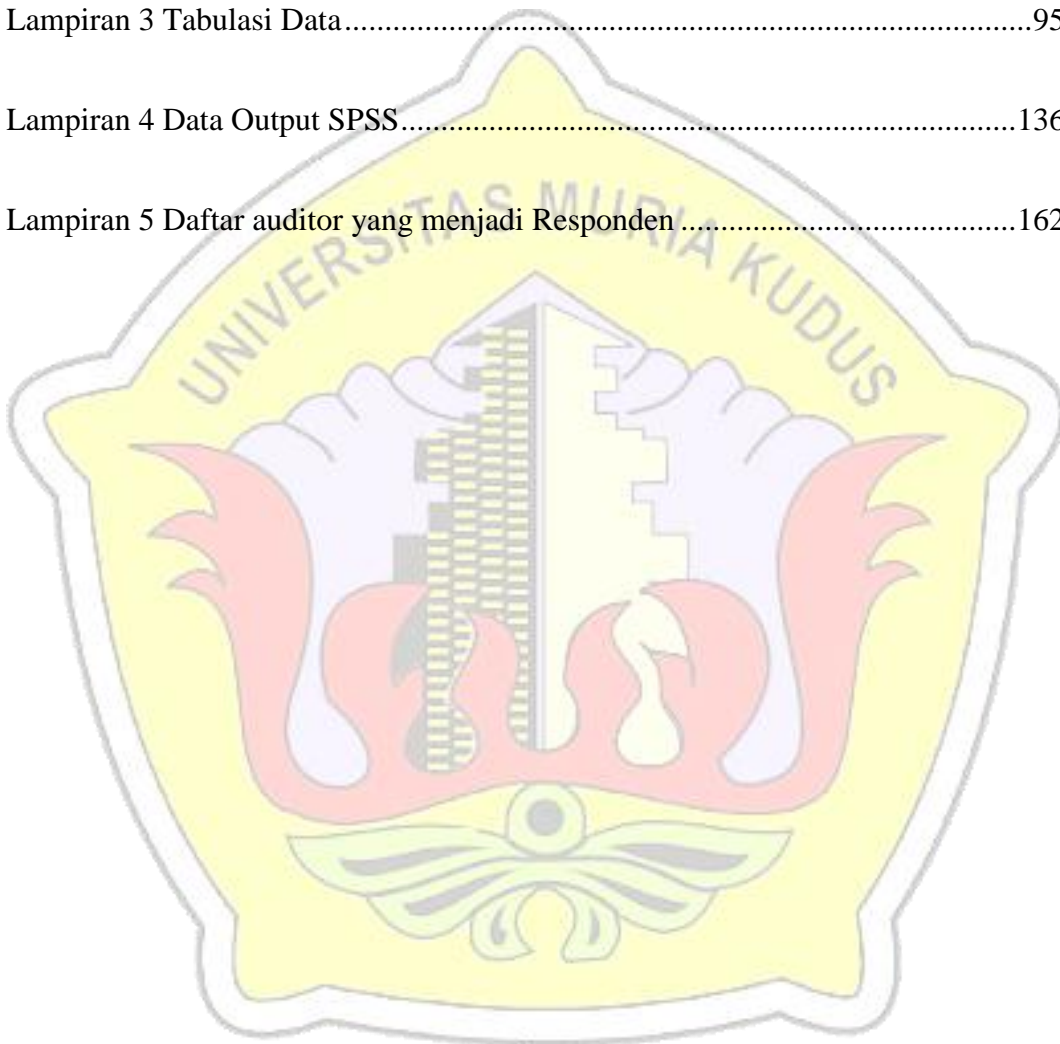 Lampiran 3 Tabulasi Data.......................................................................................95
Lampiran 4 Data Output SPSS..............................................................................136
Lampiran 5 Daftar auditor yang menjadi Responden ..........................................162
UNIVERSITAS MURIA KUDUS